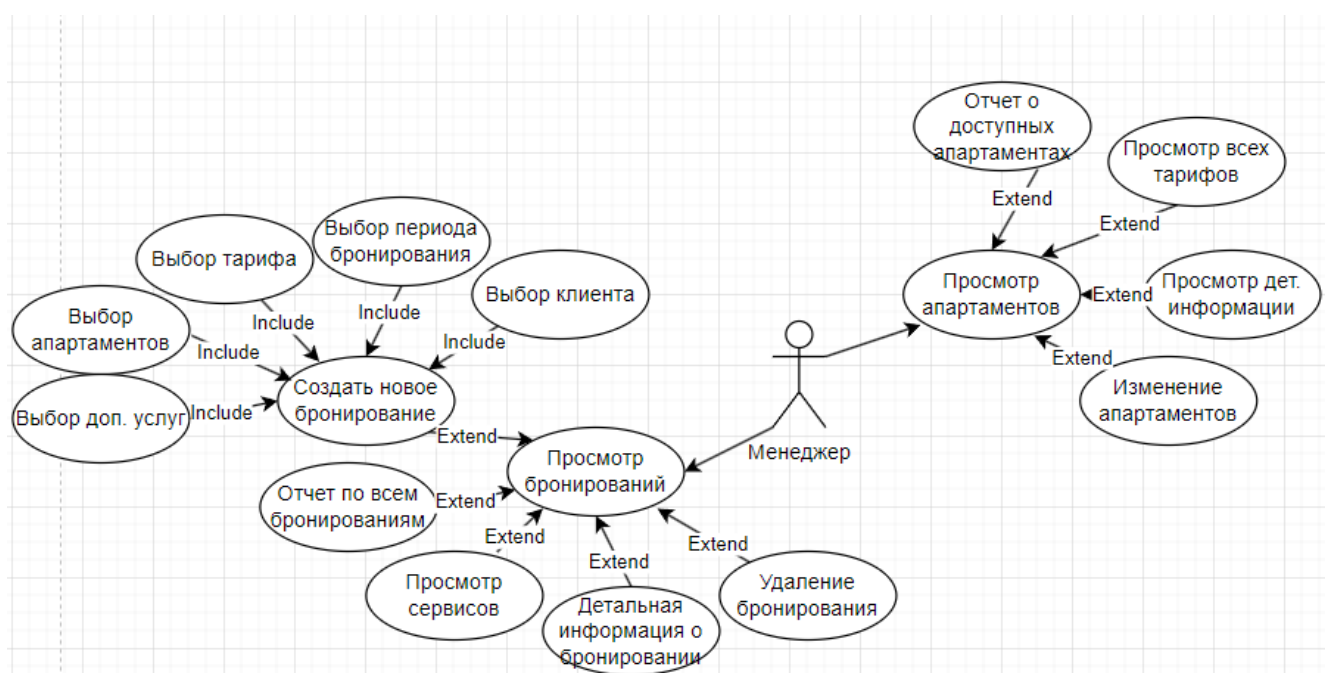 Отчет о
доступных
апартаментах
Просмотр всех
тарифов
Extend
Extend
Выбор периода
бронирования
Выбор тарифа
Выбор клиента
Просмотр
апартаментов
Extend
Просмотр дет.
информации
Выбор
апартаментов
Include
Include
Include
Include
Extend
Создать новое
бронирование
Изменение
апартаментов
Выбор доп. услуг
Include
Extend
Менеджер
Просмотр
бронирований
Отчет по всем
бронированиям
Extend
Extend
Extend
Extend
Просмотр
сервисов
Удаление
бронирования
Детальная
информация о
бронировании